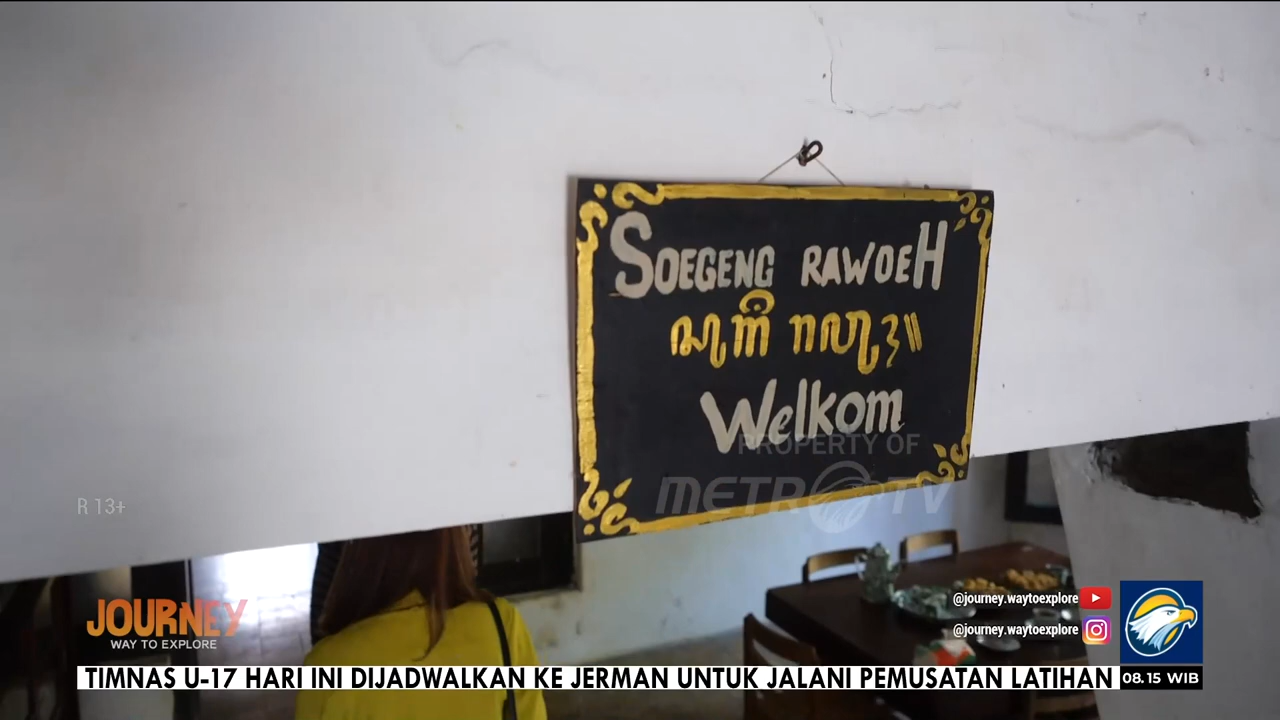 SOEGENG RAWOEH
ꦱꦸꦒꦼꦁ ꦫꦮꦸꦃ꧉
Welkom
PROPERTY OF
METRO TV
R 13+
JOURNEY
WAY TO EXPLORE
@journey.waytoexplore
@journey.waytoexplore
TIMNAS U-17 HARI INI DIJADWALKAN KE JERMAN UNTUK JALANI PEMUSATAN LATIHAN
08.15 WIB